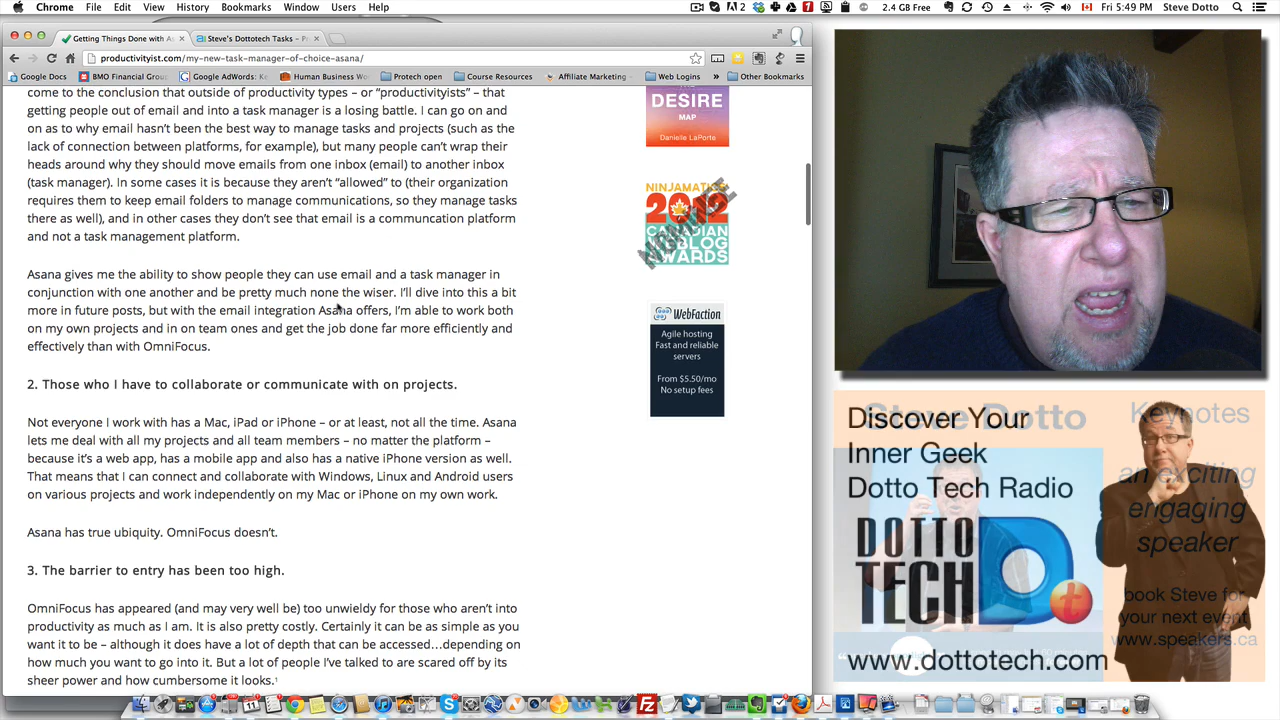 Chrome File Edit View History Bookmarks Window Users Help
2 1 2.4 GB Free Fri 5:49 PM Steve Dotto
Getting Things Done with As
Steve's Dottotech Tasks – P
productivityist.com/my-new-task-manager-of-choice-asana/
Google Docs BMO Financial Grou Google AdWords: Ke Human Business Wo Protech open Course Resources Affiliate Marketing Web Logins Other Bookmarks
come to the conclusion that outside of productivity types – or “productivityists” – that
getting people out of email and into a task manager is a losing battle. I can go on and
on as to why email hasn’t been the best way to manage tasks and projects (such as the
lack of connection between platforms, for example), but many people can’t wrap their
heads around why they should move emails from one inbox (email) to another inbox
(task manager). In some cases it is because they aren’t “allowed” to (their organization
requires them to keep email folders to manage communications, so they manage tasks
there as well), and in other cases they don’t see that email is a communcation platform
and not a task management platform.
Asana gives me the ability to show people they can use email and a task manager in
conjunction with one another and be pretty much none the wiser. I’ll dive into this a bit
more in future posts, but with the email integration Asana offers, I’m able to work both
on my own projects and in on team ones and get the job done far more efficiently and
effectively than with OmniFocus.
2. Those who I have to collaborate or communicate with on projects.
Not everyone I work with has a Mac, iPad or iPhone – or at least, not all the time. Asana
lets me deal with all my projects and all team members – no matter the platform –
because it’s a web app, has a mobile app and also has a native iPhone version as well.
That means that I can connect and collaborate with Windows, Linux and Android users
on various projects and work independently on my Mac or iPhone on my own work.
Asana has true ubiquity. OmniFocus doesn’t.
3. The barrier to entry has been too high.
OmniFocus has appeared (and may very well be) too unwieldy for those who aren’t into
productivity as much as I am. It is also pretty costly. Certainly it can be as simple as you
want it to be – although it does have a lot of depth that can be accessed…depending on
how much you want to go into it. But a lot of people I’ve talked to are scared off by its
sheer power and how cumbersome it looks.¹
DESIRE
MAP
Danielle LaPorte
NINJAMATICS
2012
CANADIAN
BLOG
AWARDS
NOMINEE
WebFaction
Agile hosting
Fast and reliable
servers
From $5.50/mo
No setup fees
Steve Dotto
Discover Your
Inner Geek
Dotto Tech Radio
DOTTO
TECH
D
t
www.dottotech.com
Keynotes
an exciting
engaging
speaker
book Steve for
your next event
www.speakers.ca